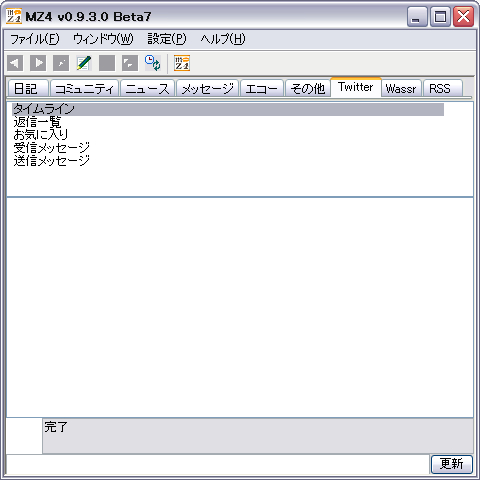 MZ4 v0.9.3.0 Beta7
ファイル(F) ウィンドウ(W) 設定(P) ヘルプ(H)
日記 コミュニティ ニュース メッセージ エコー その他 Twitter Wassr RSS
タイムライン
返信一覧
お気に入り
受信メッセージ
送信メッセージ
完了
更新